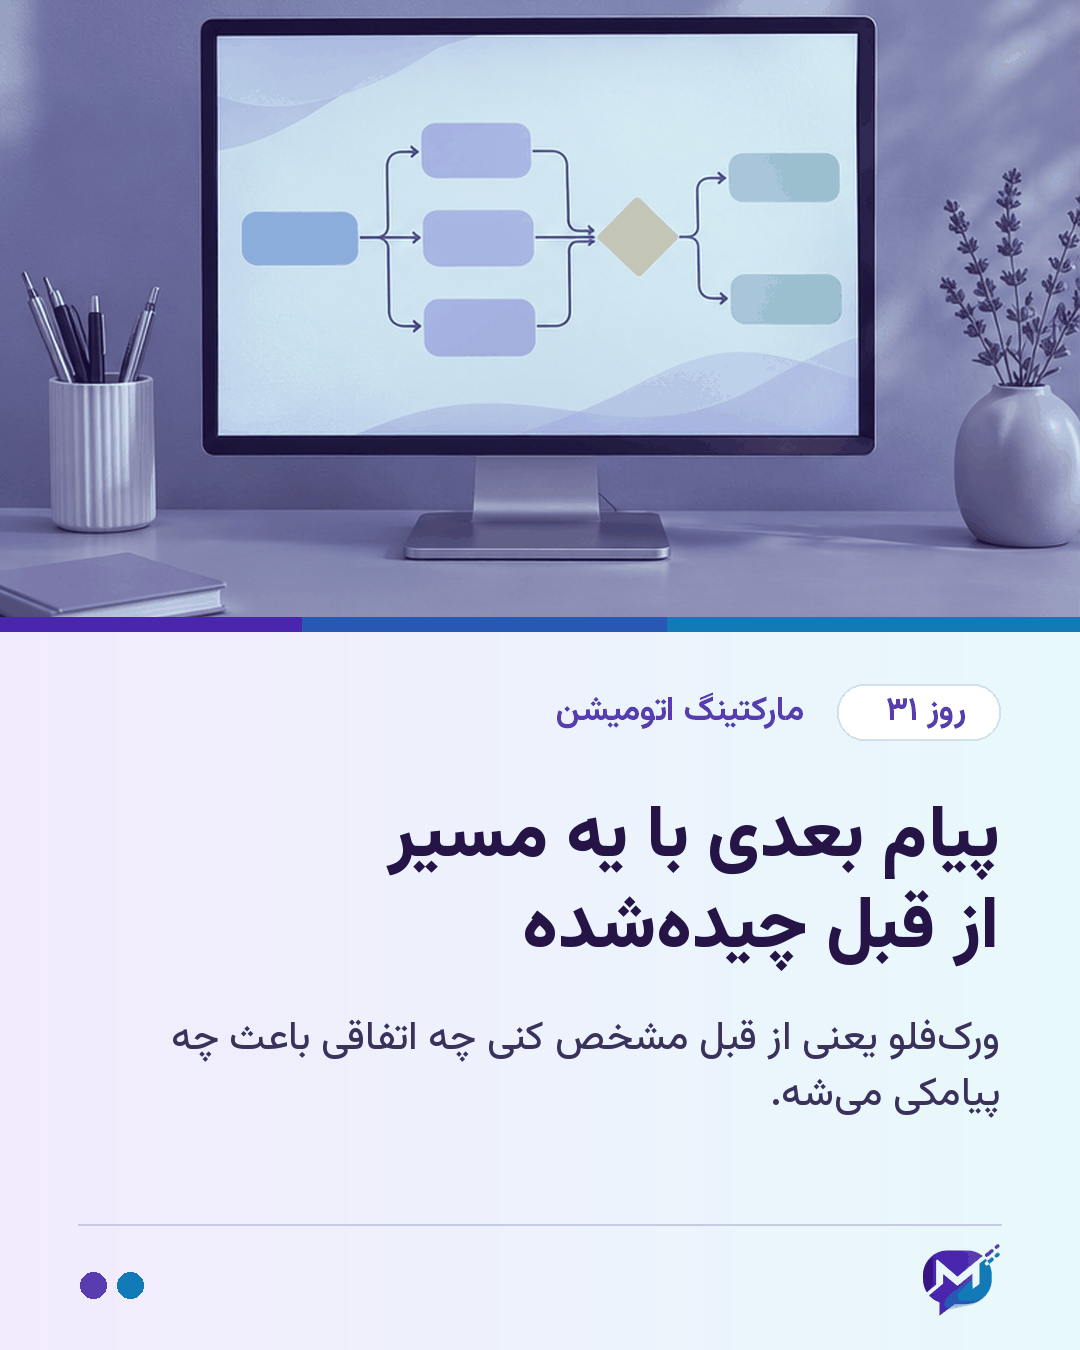 روز ۳۱
مارکتینگ اتومیشن
پیام بعدی با یه مسیر
از قبل چیده‌شده
ورک‌فلو یعنی از قبل مشخص کنی چه اتفاقی باعث چه
پیامکی می‌شه.